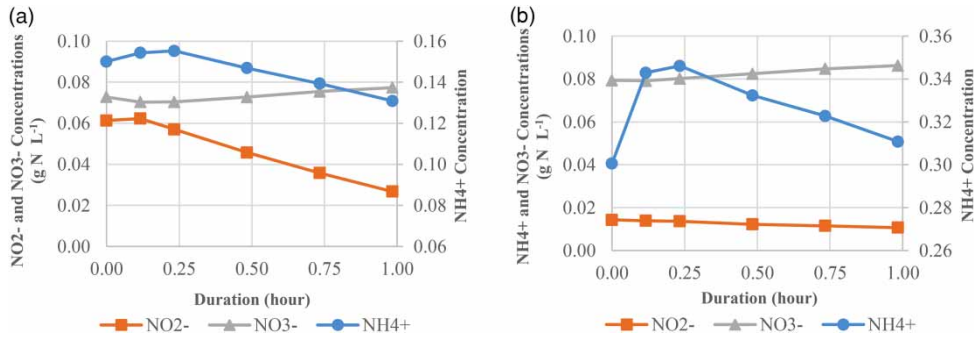 (a)
NO2- and NO3- Concentrations
(g N L-1)
0.10
0.08
0.06
0.04
0.02
0.00
0.16
0.14
0.12
0.10
0.08
0.06
NH4+ Concentration
0.00 0.25 0.50 0.75 1.00
Duration (hour)
NO2- NO3- NH4+
(b)
NH4+ and NO3- Concentrations
(g N L-1)
0.10
0.08
0.06
0.04
0.02
0.00
0.36
0.34
0.32
0.30
0.28
0.26
NH4+ Concentration
0.00 0.25 0.50 0.75 1.00
Duration (hour)
NO2- NO3- NH4+